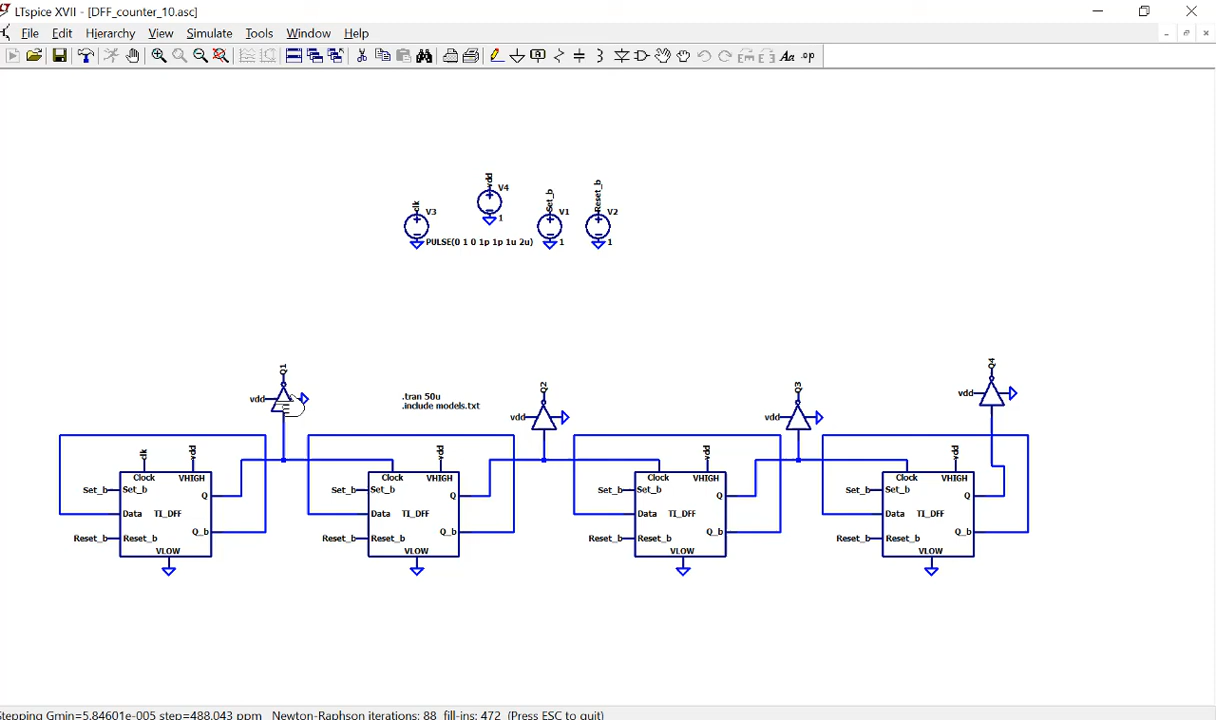 LTspice XVII - [DFF_counter_10.asc]
File Edit Hierarchy View Simulate Tools Window Help
Aa .op
clk
V3
PULSE(0 1 0 1p 1p 1u 2u)
vdd
V4
1
Set_b
V1
1
Reset_b
V2
1
Q1
vdd
.tran 50u
.include models.txt
Q2
vdd
Q3
vdd
Q4
vdd
clk
vdd
Clock VHIGH
Set_b Set_b
Q
Data TI_DFF
Q_b
Reset_b Reset_b
VLOW
vdd
Clock VHIGH
Set_b Set_b
Q
Data TI_DFF
Q_b
Reset_b Reset_b
VLOW
vdd
Clock VHIGH
Set_b Set_b
Q
Data TI_DFF
Q_b
Reset_b Reset_b
VLOW
vdd
Clock VHIGH
Set_b Set_b
Q
Data TI_DFF
Q_b
Reset_b Reset_b
VLOW
Stepping Gmin=5.84601e-005 step=488.043 ppm Newton-Raphson iterations: 88 fill-ins: 472 (Press ESC to quit)